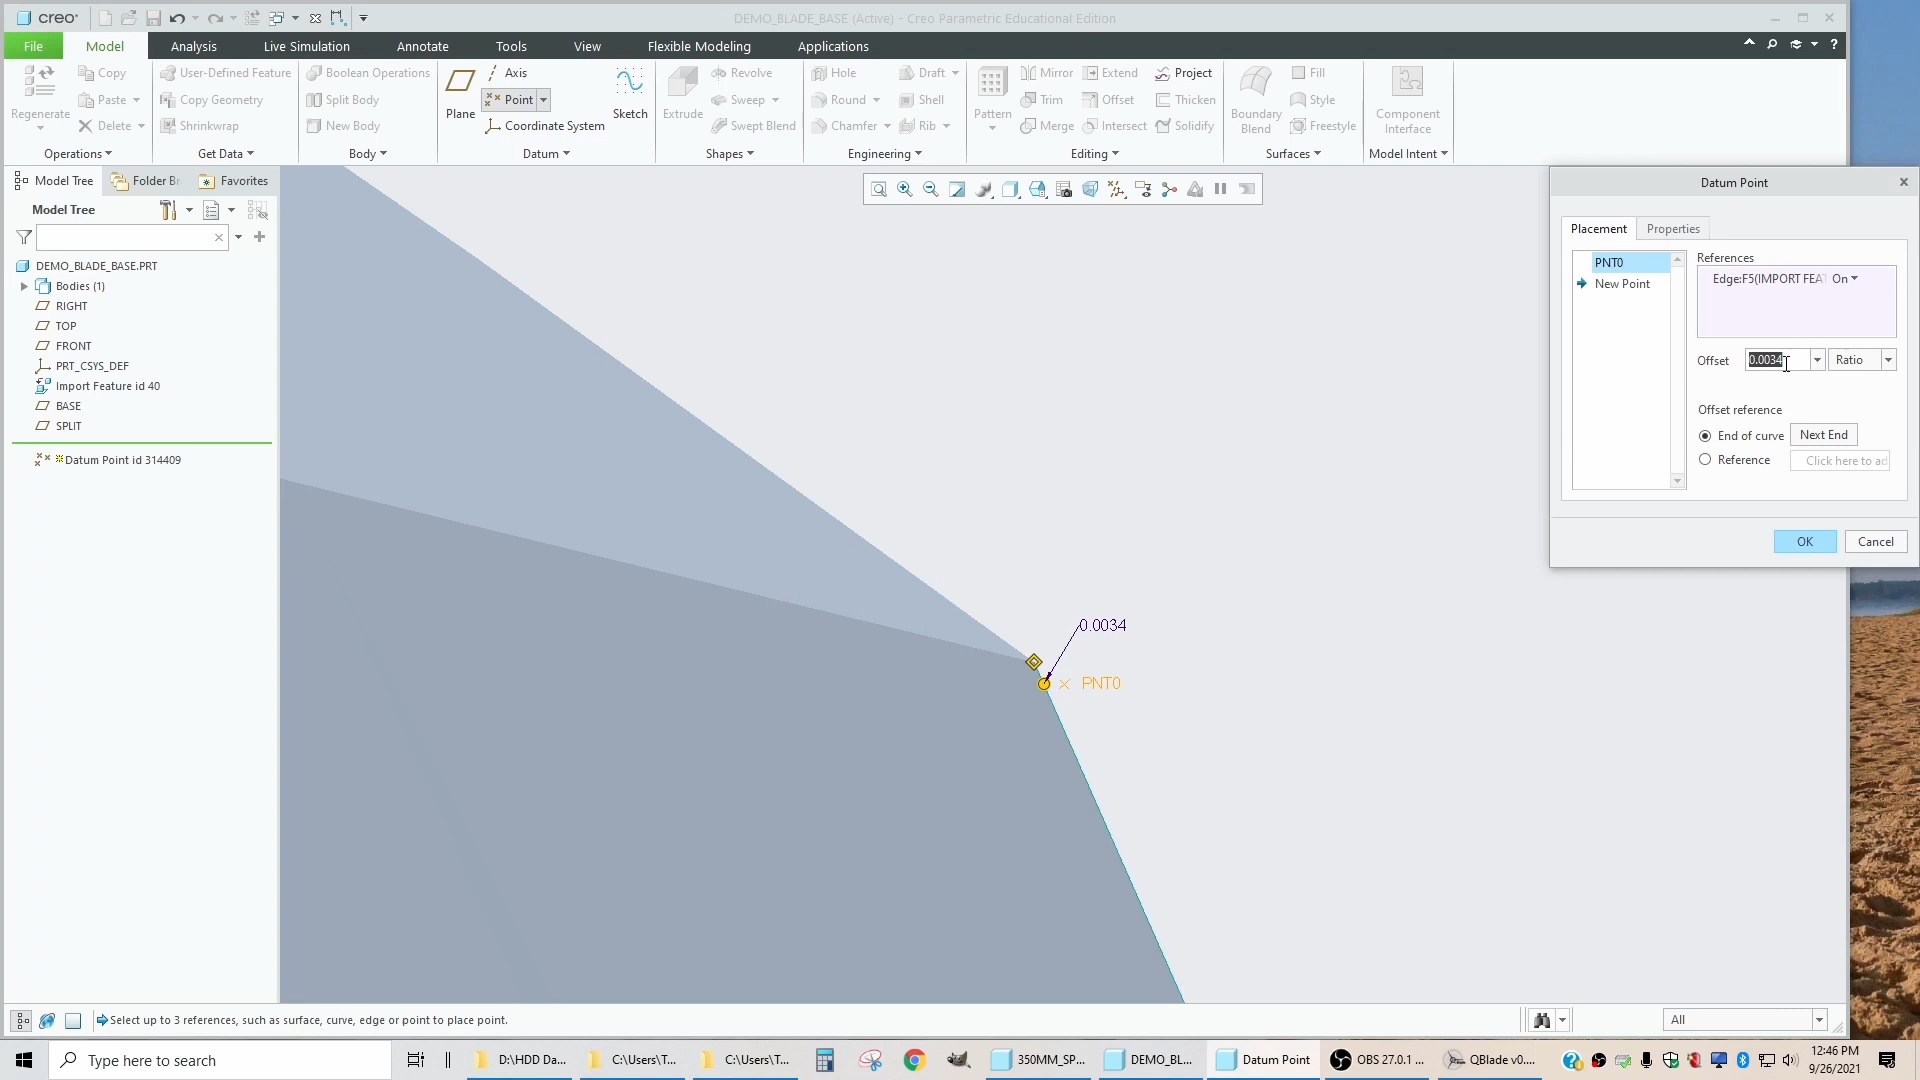 creo
DEMO_BLADE_BASE (Active) - Creo Parametric Educational Edition
File
Model
Analysis
Live Simulation
Annotate
Tools
View
Flexible Modeling
Applications
Regenerate
Copy
Paste
Delete
Operations
User-Defined Feature
Copy Geometry
Shrinkwrap
Get Data
Boolean Operations
Split Body
New Body
Body
Plane
Axis
Point
Coordinate System
Sketch
Datum
Extrude
Revolve
Sweep
Swept Blend
Shapes
Hole
Round
Chamfer
Draft
Shell
Rib
Engineering
Pattern
Mirror
Trim
Merge
Extend
Offset
Intersect
Project
Thicken
Solidify
Editing
Boundary
Blend
Fill
Style
Freestyle
Surfaces
Component
Interface
Model Intent
Model Tree
Folder Br
Favorites
Model Tree
DEMO_BLADE_BASE.PRT
Bodies (1)
RIGHT
TOP
FRONT
PRT_CSYS_DEF
Import Feature id 40
BASE
SPLIT
Datum Point id 314409
0.0034
PNT0
Datum Point
Placement
Properties
PNT0
New Point
References
Edge:F5(IMPORT FEAT On
Offset 0.0034 Ratio
Offset reference
End of curve Next End
Reference Click here to ad
OK Cancel
Select up to 3 references, such as surface, curve, edge or point to place point.
All
Type here to search
D:\HDD Da...
C:\Users\T...
C:\Users\T...
350MM_SP...
DEMO_BL...
Datum Point
OBS 27.0.1 ...
QBlade v0....
12:46 PM
9/26/2021